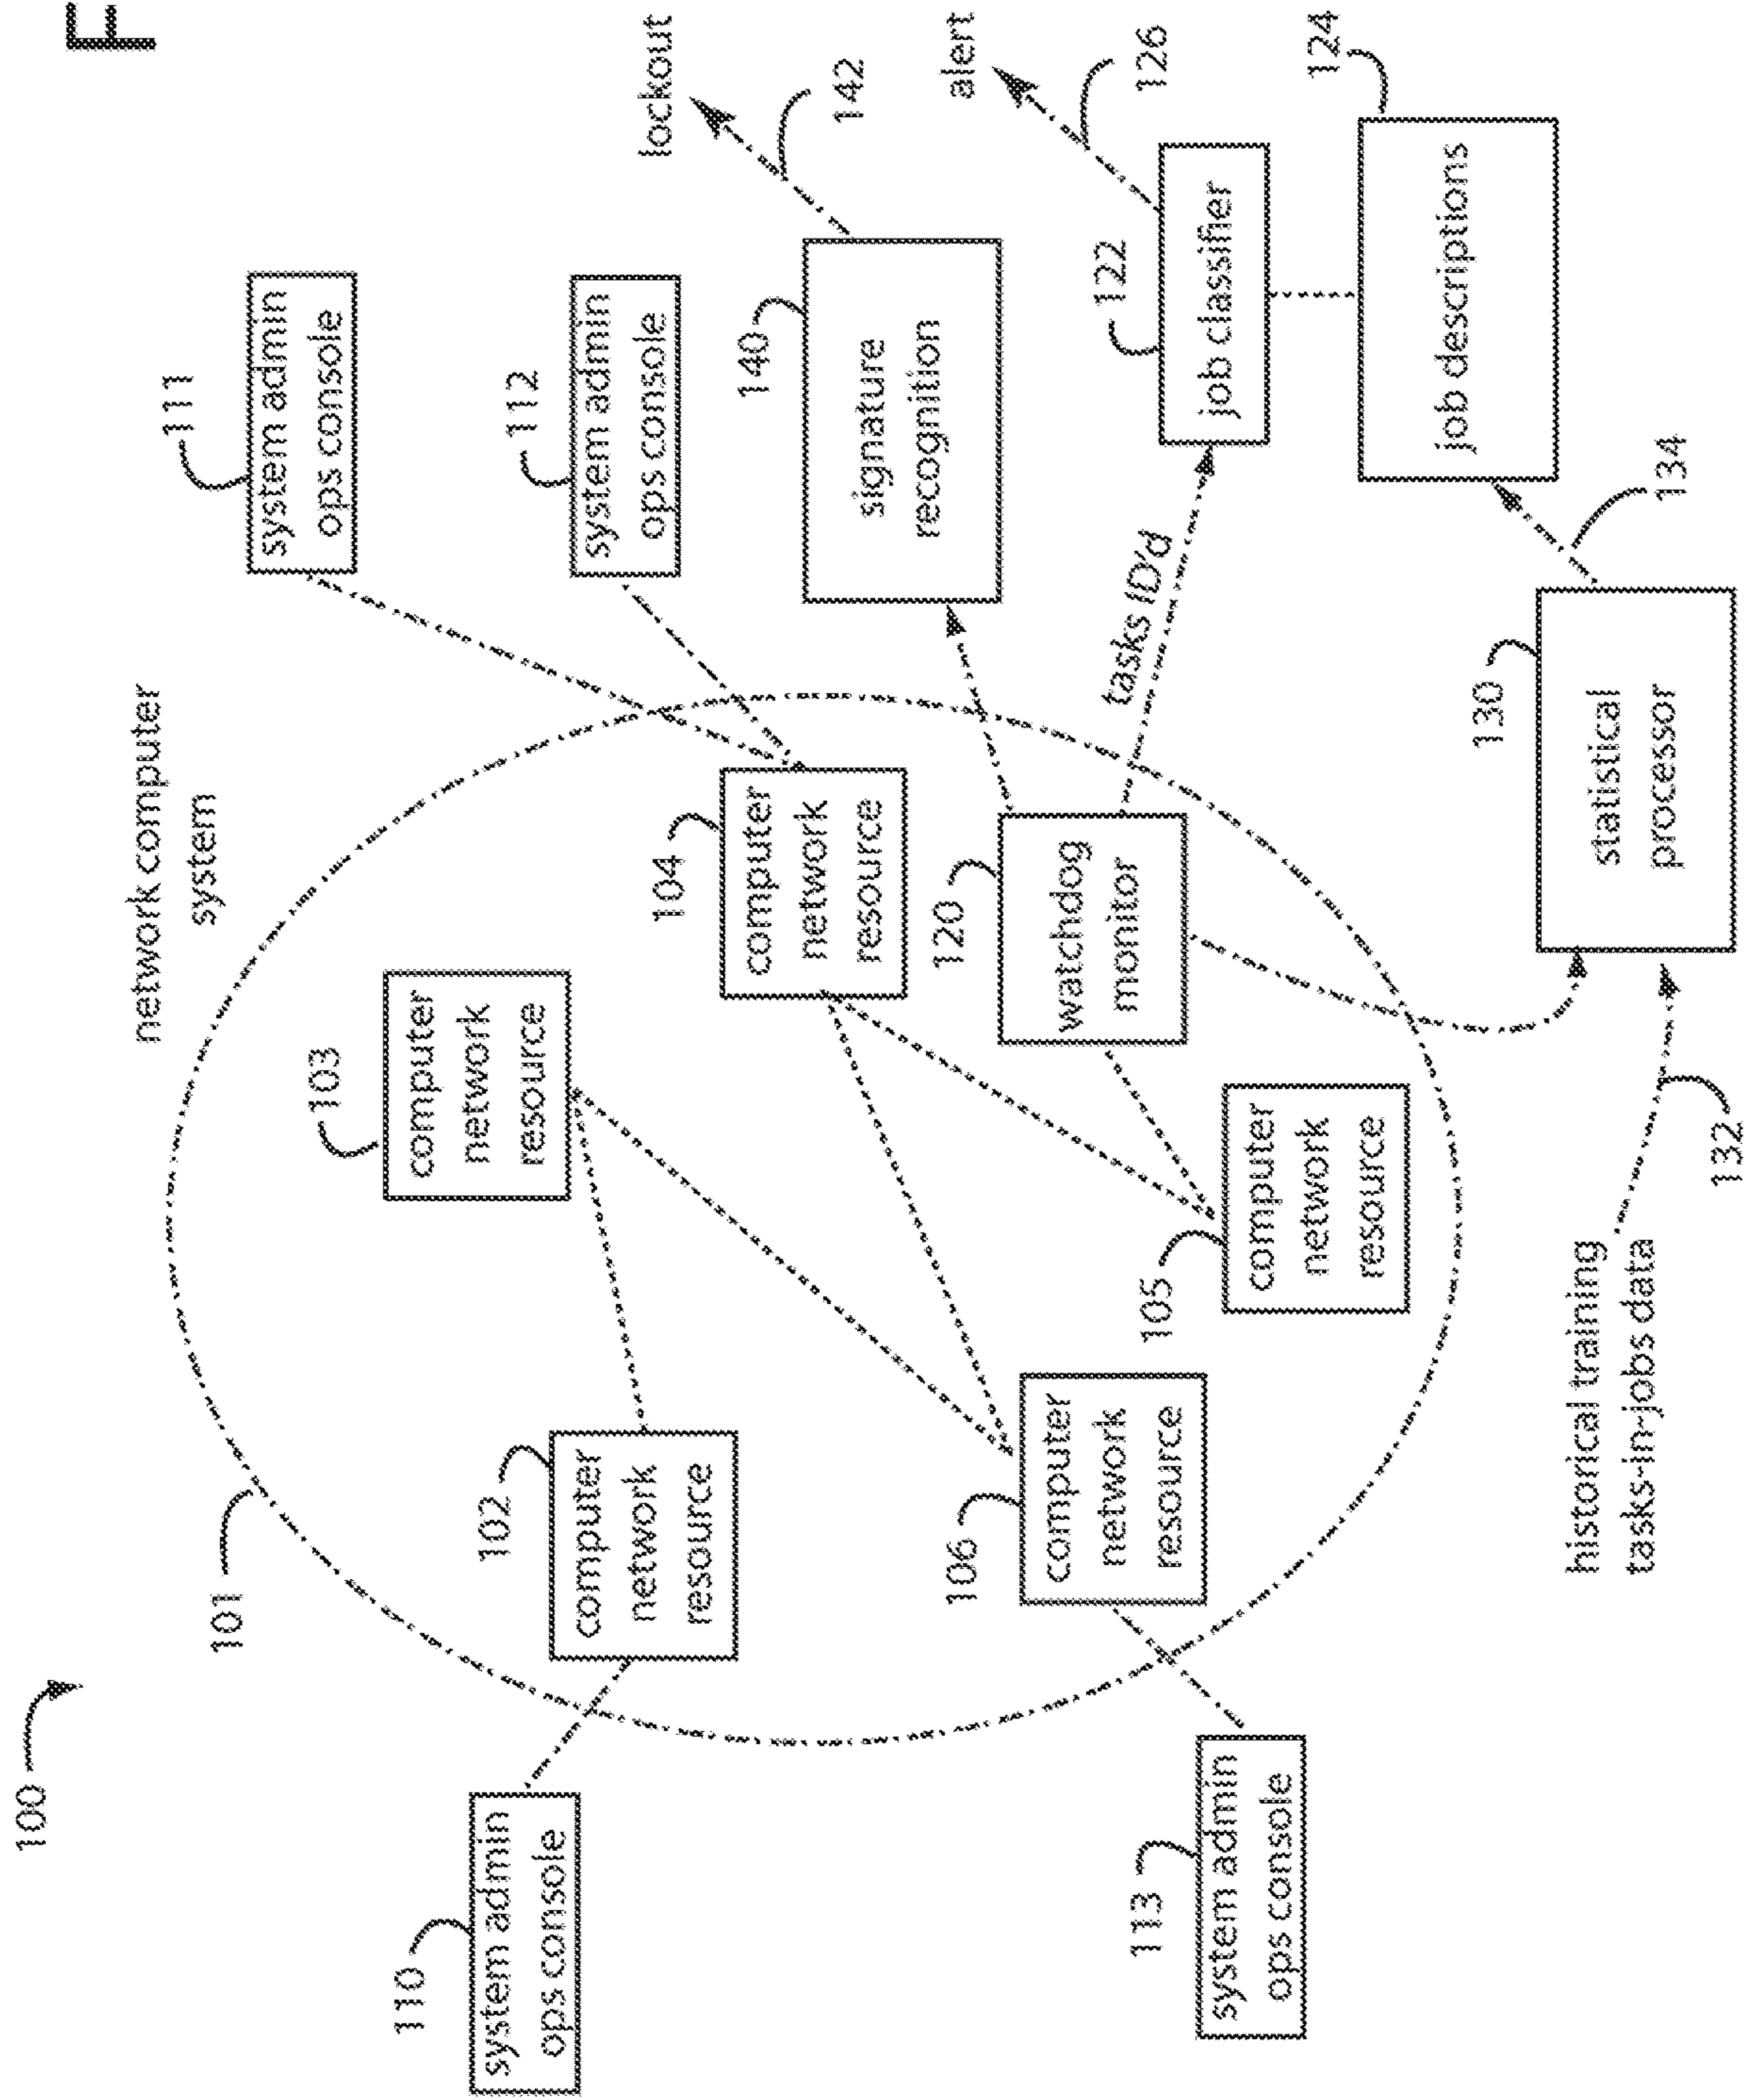 100
F
network computer
system
101
111
system admin
ops console
103
computer
network
resource
110
system admin
ops console
102
computer
network
resource
112
system admin
ops console
lockout
142
104
computer
network
resource
140
signature
recognition
alert
126
106
computer
network
resource
120
watchdog
monitor
tasks ID'd
122
job classifier
113
system admin
ops console
105
computer
network
resource
124
job descriptions
134
130
statistical
processor
historical training
tasks-in-jobs data
132